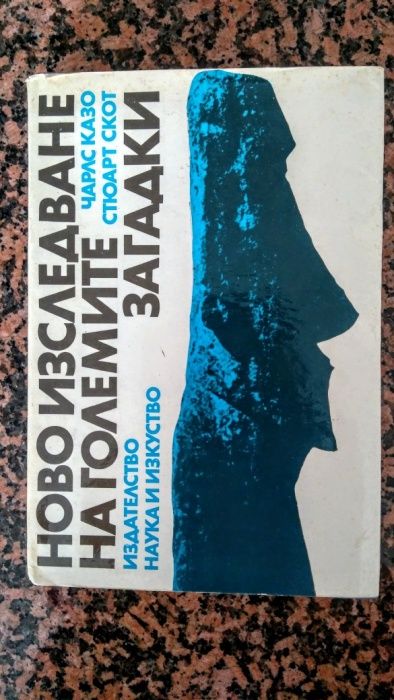 НОВО ИЗСЛЕДВАНЕ
НА ГОЛЕМИТЕ
ЧАРЛС КАЗО
СТЮАРТ СКОТ
ЗАГАДКИ
ИЗДАТЕЛСТВО
НАУКА И ИЗКУСТВО